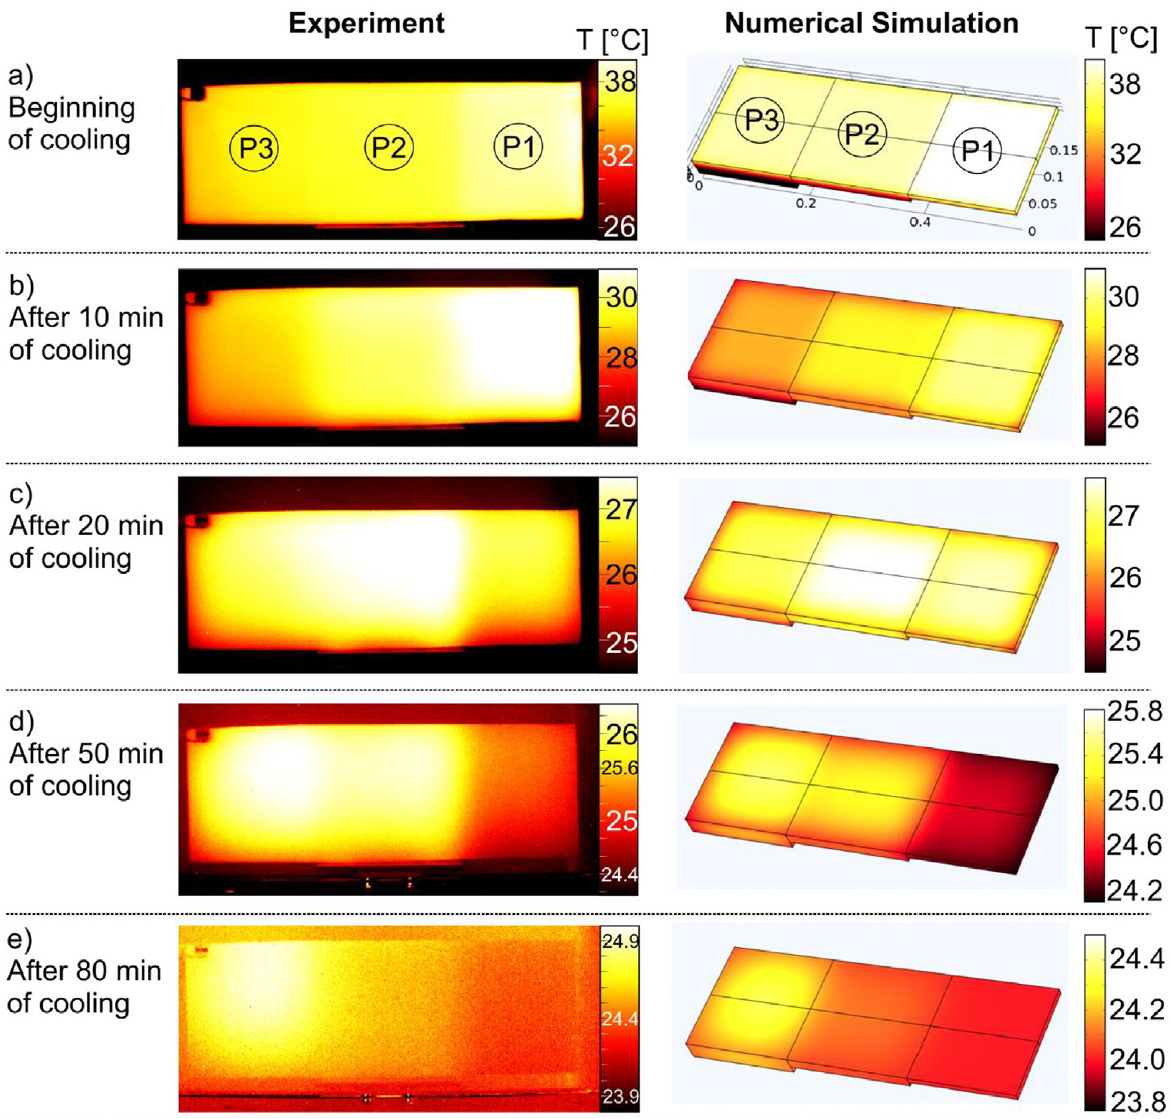 Experiment
Numerical Simulation
T [°C]
T [°C]
a)
Beginning
of cooling
P3
P2
P1
38
32
26
P3
P2
P1
0
0
0.2
0.4
0.15
0.1
0.05
0
38
32
26
b)
After 10 min
of cooling
30
28
26
30
28
26
c)
After 20 min
of cooling
27
26
25
27
26
25
d)
After 50 min
of cooling
26
25.6
25
24.4
25.8
25.4
25.0
24.6
24.2
e)
After 80 min
of cooling
24.9
24.4
23.9
24.4
24.2
24.0
23.8